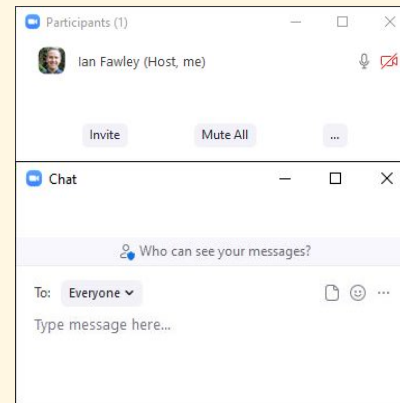 Participants (1)
Ian Fawley (Host, me)
Invite Mute All ...
Chat
Who can see your messages?
To: Everyone
Type message here...